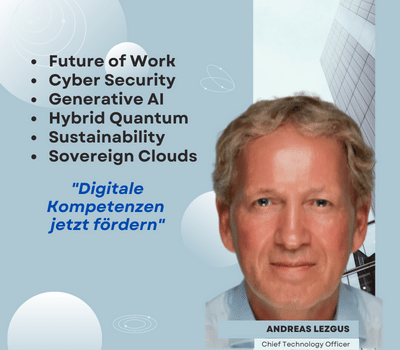 Future of Work
Cyber Security
Generative AI
Hybrid Quantum
Sustainability
Sovereign Clouds
"Digitale
Kompetenzen
jetzt fördern"
ANDREAS LEZGUS
Chief Technology Officer